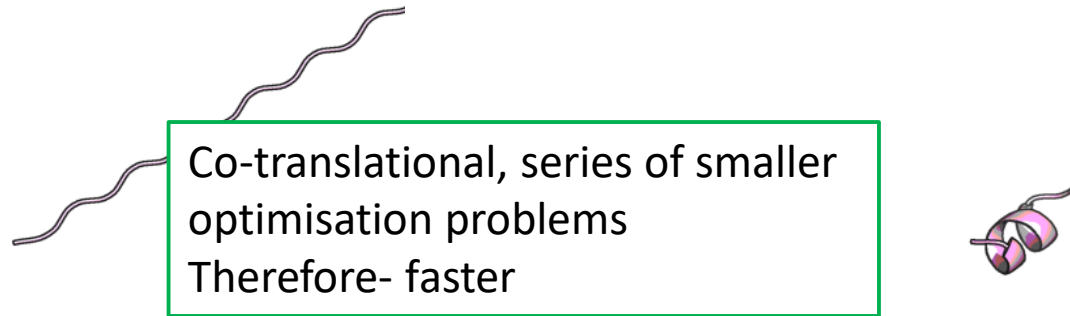 Co-translational, series of smaller
optimisation problems
Therefore- faster